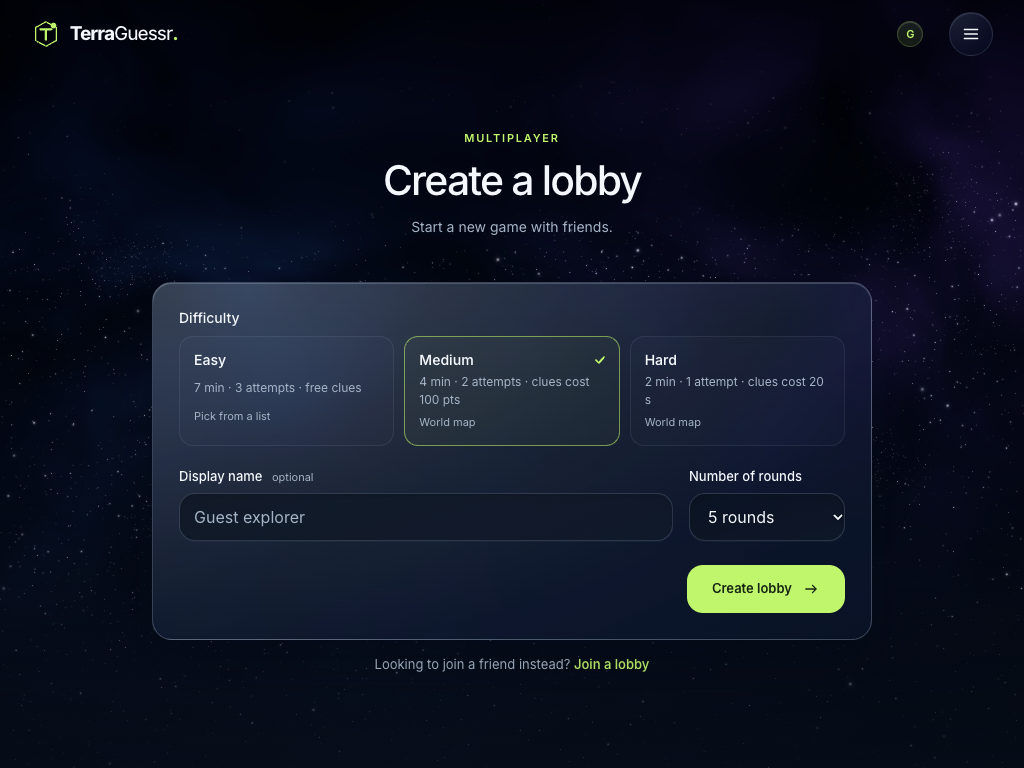 TerraGuessr.
G
MULTIPLAYER
Create a lobby
Start a new game with friends.
Difficulty
Easy
7 min · 3 attempts · free clues
Pick from a list
Medium
4 min · 2 attempts · clues cost
100 pts
World map
Hard
2 min · 1 attempt · clues cost 20
s
World map
Display name optional
Guest explorer
Number of rounds
5 rounds
Create lobby →
Looking to join a friend instead? Join a lobby